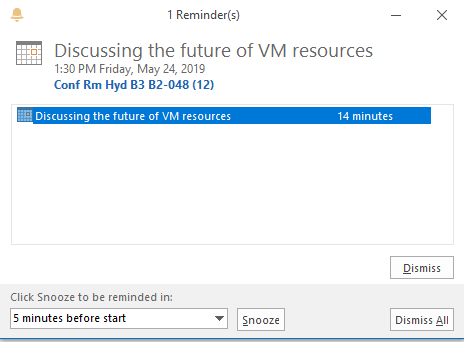 1 Reminder(s)
Discussing the future of VM resources
1:30 PM Friday, May 24, 2019
Conf Rm Hyd B3 B2-048 (12)
Discussing the future of VM resources 14 minutes
Dismiss
Click Snooze to be reminded in:
5 minutes before start Snooze Dismiss All